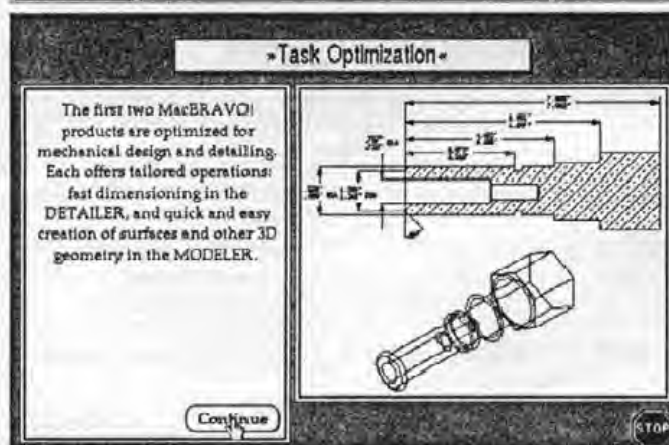 »Task Optimization«
The first two MacBRAVO!
products are optimized for
mechanical design and detailing.
Each offers tailored operations:
fast dimensioning in the
DETAILER, and quick and easy
creation of surfaces and other 3D
geometry in the MODELER.
Continue
STOP